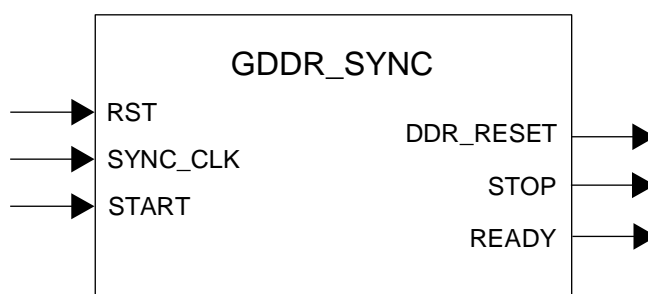 GDDR_SYNC
RST
SYNC_CLK
START
DDR_RESET
STOP
READY